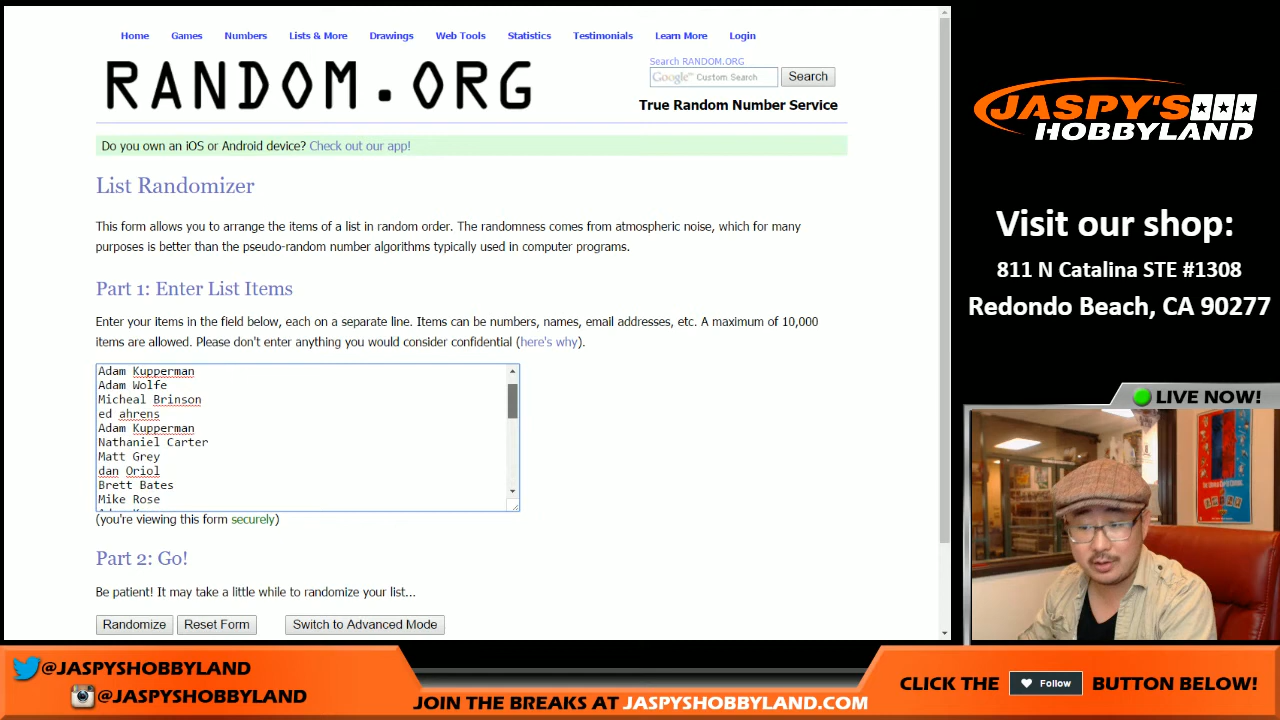 Home Games Numbers Lists & More Drawings Web Tools Statistics Testimonials Learn More Login
RANDOM.ORG
Search RANDOM.ORG
Google™ Custom Search Search
True Random Number Service
Do you own an iOS or Android device? Check out our app!
List Randomizer
This form allows you to arrange the items of a list in random order. The randomness comes from atmospheric noise, which for many
purposes is better than the pseudo-random number algorithms typically used in computer programs.
Part 1: Enter List Items
Enter your items in the field below, each on a separate line. Items can be numbers, names, email addresses, etc. A maximum of 10,000
items are allowed. Please don't enter anything you would consider confidential (here's why).
Adam Kupperman
Adam Wolfe
Micheal Brinson
ed ahrens
Adam Kupperman
Nathaniel Carter
Matt Grey
dan Oriol
Brett Bates
Mike Rose
(you're viewing this form securely)
Part 2: Go!
Be patient! It may take a little while to randomize your list...
Randomize Reset Form Switch to Advanced Mode
JASPY'S
HOBBYLAND
Visit our shop:
811 N Catalina STE #1308
Redondo Beach, CA 90277
LIVE NOW!
@JASPYSHOBBYLAND
@JASPYSHOBBYLAND
JOIN THE BREAKS AT JASPYSHOBBYLAND.COM
CLICK THE Follow BUTTON BELOW!